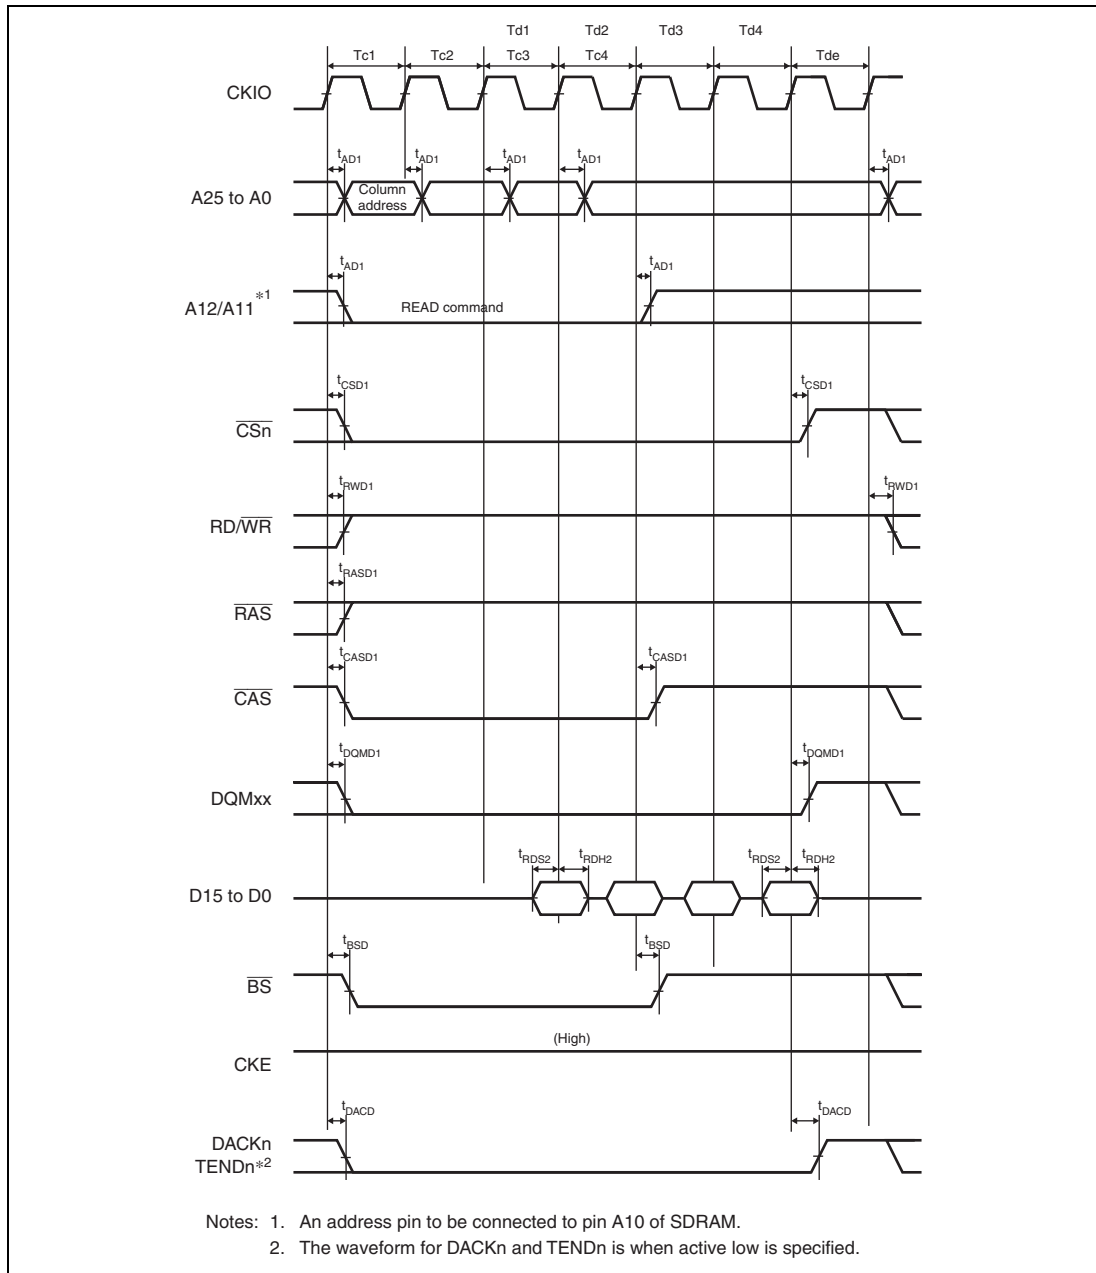 Td1 Td2 Td3 Td4
Tc1 Tc2 Tc3 Tc4 Tde
CKIO
tAD1 tAD1 tAD1 tAD1 tAD1
A25 to A0
Column
address
tAD1 tAD1
A12/A11*1
READ command
tCSD1 tCSD1
CSn
tRWD1 tRWD1
RD/WR
tRASD1
RAS
tCASD1 tCASD1
CAS
tDQMD1 tDQMD1
DQMxx
tRDS2 tRDH2 tRDS2 tRDH2
D15 to D0
tBSD tBSD
BS
(High)
CKE
tDACD tDACD
DACKn
TENDn*2
Notes: 1. An address pin to be connected to pin A10 of SDRAM.
2. The waveform for DACKn and TENDn is when active low is specified.